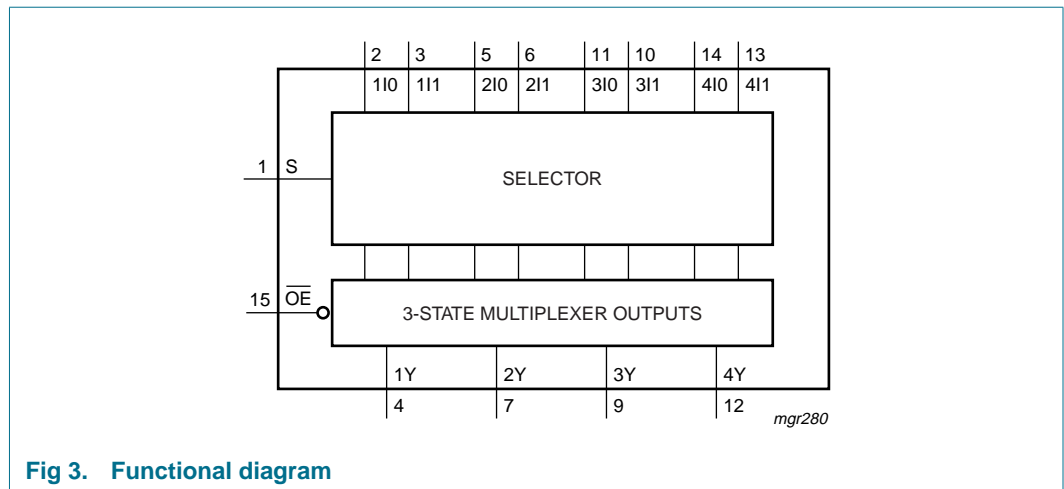 2 3 5 6 11 10 14 13
1I0 1I1 2I0 2I1 3I0 3I1 4I0 4I1
1 S
SELECTOR
15 O̅E̅
3-STATE MULTIPLEXER OUTPUTS
1Y 2Y 3Y 4Y
4 7 9 12
mgr280
Fig 3. Functional diagram